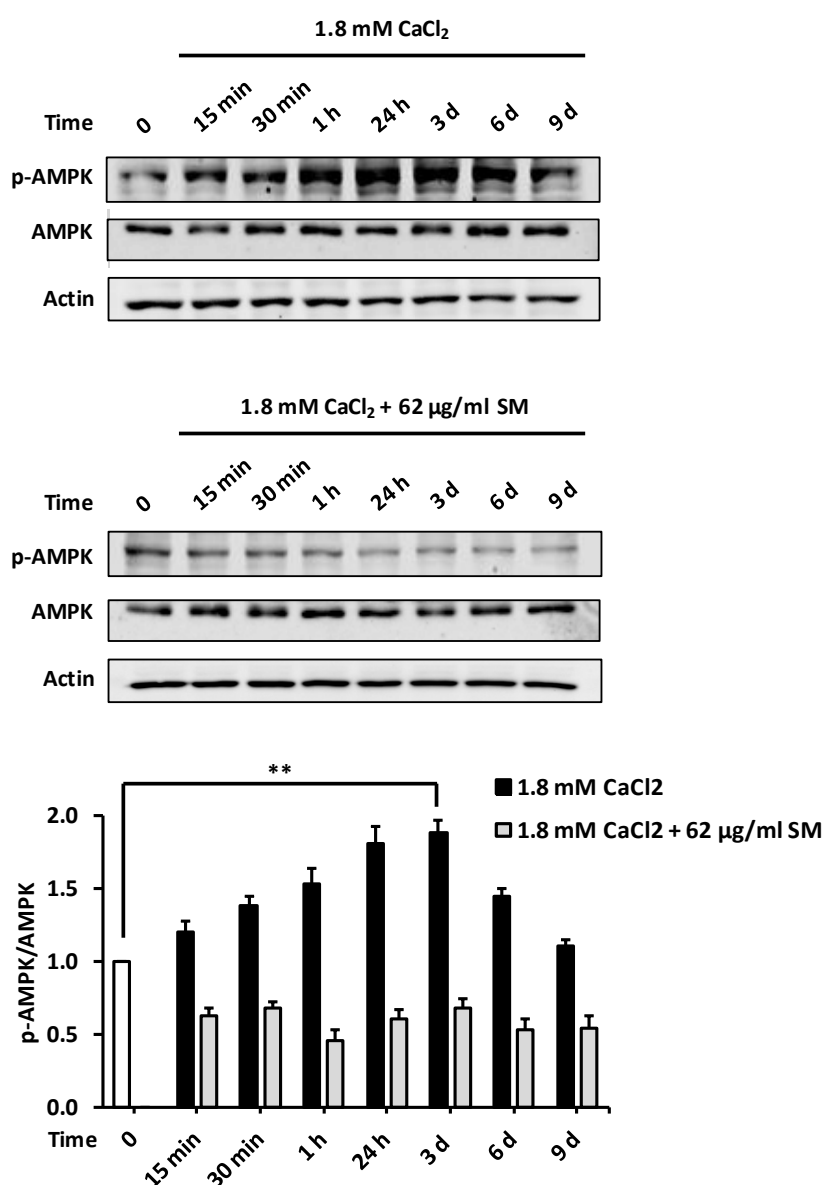 1.8 mM CaCl₂
Time 0 15 min 30 min 1 h 24 h 3 d 6 d 9 d
p-AMPK
AMPK
Actin
1.8 mM CaCl₂ + 62 µg/ml SM
Time 0 15 min 30 min 1 h 24 h 3 d 6 d 9 d
p-AMPK
AMPK
Actin
**
1.8 mM CaCl2
1.8 mM CaCl2 + 62 µg/ml SM
p-AMPK/AMPK
2.0
1.5
1.0
0.5
0.0
Time 0 15 min 30 min 1 h 24 h 3 d 6 d 9 d